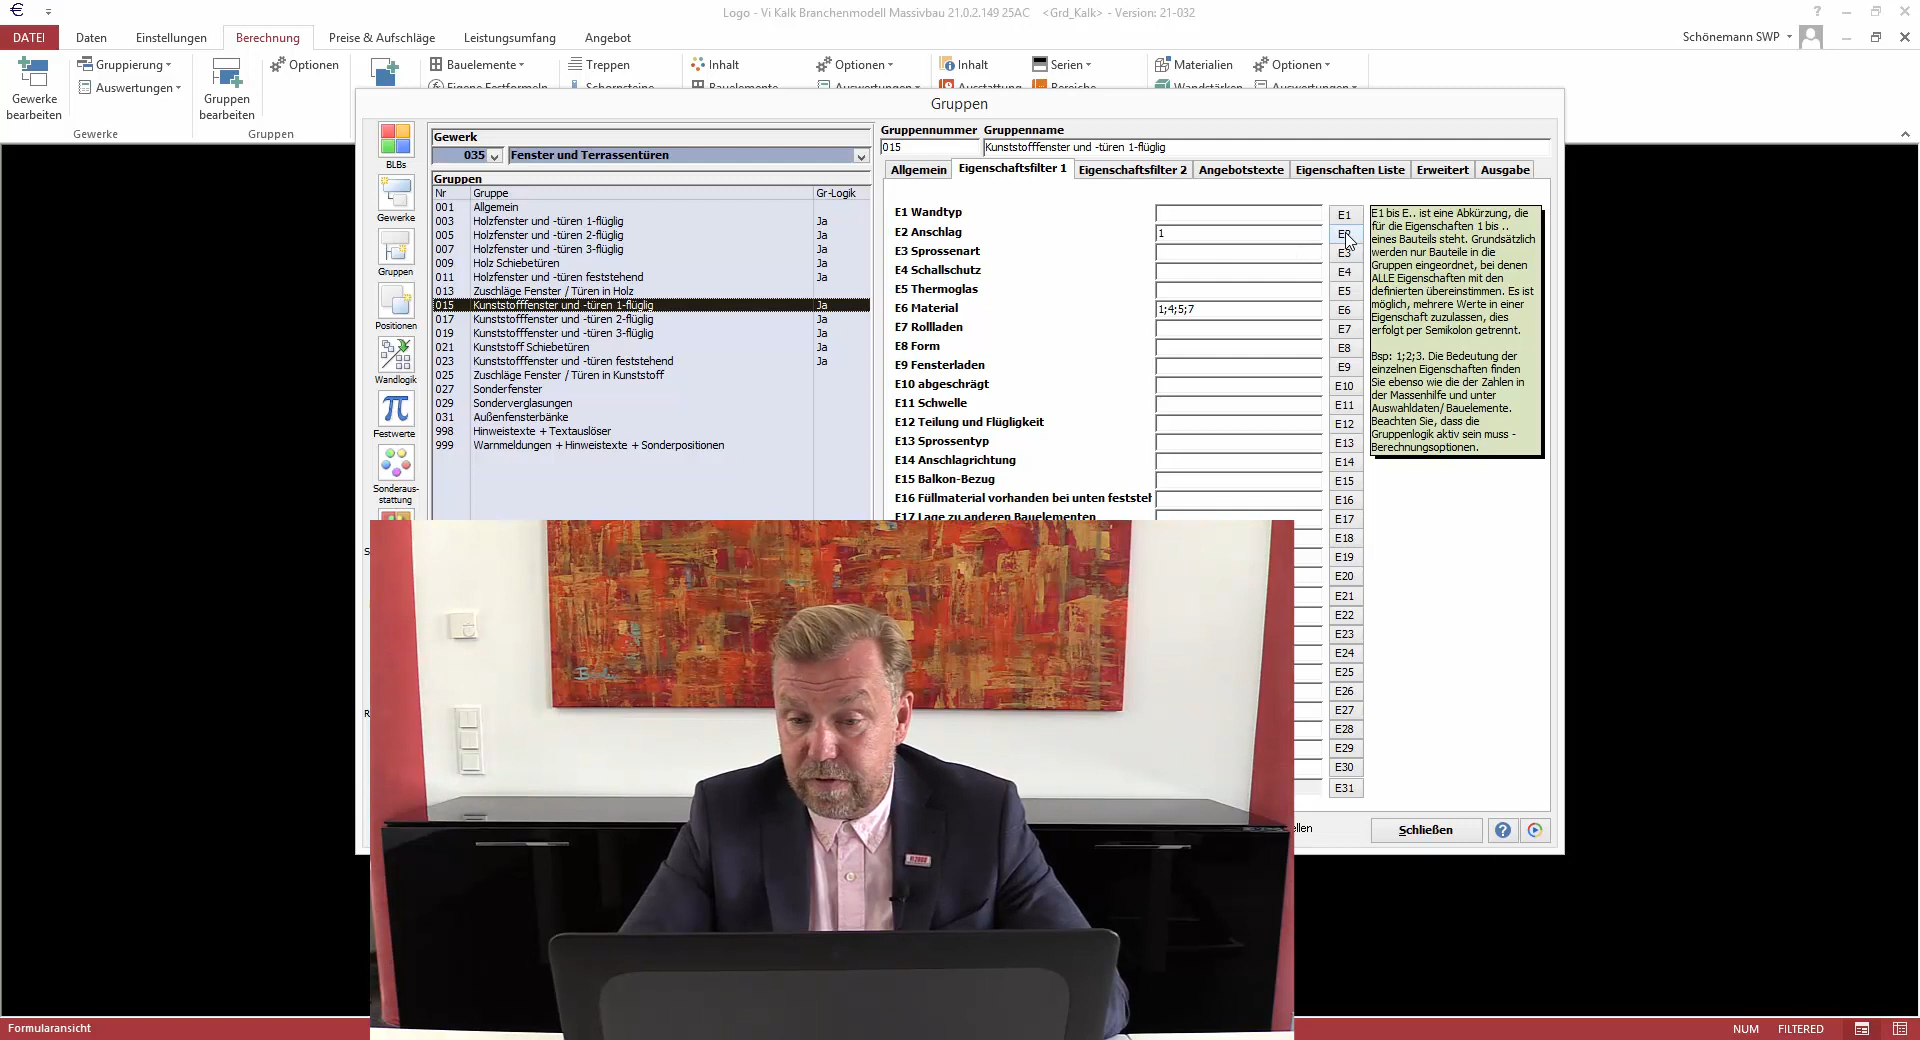 Logo - Vi Kalk Branchenmodell Massivbau 21.0.2.149 25AC <Grd_Kalk> - Version: 21-032
DATEI Daten Einstellungen Berechnung Preise & Aufschläge Leistungsumfang Angebot
Schönemann SWP
Gewerke bearbeiten
Gruppierung
Auswertungen
Gewerke
Gruppen bearbeiten
Optionen
Gruppen
Bauelemente
Eigene Festformeln
Treppen
Schornsteine
Inhalt
Bauelemente
Optionen
Auswertungen
Inhalt
Ausstattung
Serien
Bereiche
Materialien
Wandstärken
Optionen
Auswertungen
Gruppen
BLBs
Gewerke
Gruppen
Positionen
Wandlogik
Festwerte
Sonderaus-
stattung
Gewerk
035 Fenster und Terrassentüren
Gruppen
Nr Gruppe Gr-Logik
001 Allgemein
003 Holzfenster und -türen 1-flüglig Ja
005 Holzfenster und -türen 2-flüglig Ja
007 Holzfenster und -türen 3-flüglig Ja
009 Holz Schiebetüren Ja
011 Holzfenster und -türen feststehend Ja
013 Zuschläge Fenster / Türen in Holz
015 Kunststofffenster und -türen 1-flüglig Ja
017 Kunststofffenster und -türen 2-flüglig Ja
019 Kunststofffenster und -türen 3-flüglig Ja
021 Kunststoff Schiebetüren Ja
023 Kunststofffenster und -türen feststehend Ja
025 Zuschläge Fenster / Türen in Kunststoff
027 Sonderfenster
029 Sonderverglasungen
031 Außenfensterbänke
998 Hinweistexte + Textauslöser
999 Warnmeldungen + Hinweistexte + Sonderpositionen
Gruppennummer Gruppenname
015 Kunststofffenster und -türen 1-flüglig
Allgemein Eigenschaftsfilter 1 Eigenschaftsfilter 2 Angebotstexte Eigenschaften Liste Erweitert Ausgabe
E1 Wandtyp E1
E2 Anschlag 1
E3 Sprossenart E3
E4 Schallschutz E4
E5 Thermoglas E5
E6 Material 1;4;5;7 E6
E7 Rollladen E7
E8 Form E8
E9 Fensterladen E9
E10 abgeschrägt E10
E11 Schwelle E11
E12 Teilung und Flügligkeit E12
E13 Sprossentyp E13
E14 Anschlagrichtung E14
E15 Balkon-Bezug E15
E16 Füllmaterial vorhanden bei unten feststeh E16
E17 Lage zu anderen Bauelementen E17
E18
E19
E20
E21
E22
E23
E24
E25
E26
E27
E28
E29
E30
E31
E1 bis E.. ist eine Abkürzung, die
für die Eigenschaften 1 bis ..
eines Bauteils steht. Grundsätzlich
werden nur Bauteile in die
Gruppen eingeordnet, bei denen
ALLE Eigenschaften mit den
definierten übereinstimmen. Es ist
möglich, mehrere Werte in einer
Eigenschaft zuzulassen, dies
erfolgt per Semikolon getrennt.
Bsp: 1;2;3. Die Bedeutung der
einzelnen Eigenschaften finden
Sie ebenso wie die der Zahlen in
der Massenhilfe und unter
Auswahldaten/ Bauelemente.
Beachten Sie, dass die
Gruppenlogik aktiv sein muss -
Berechnungsoptionen.
llen
Schließen
Formularansicht
NUM FILTERED